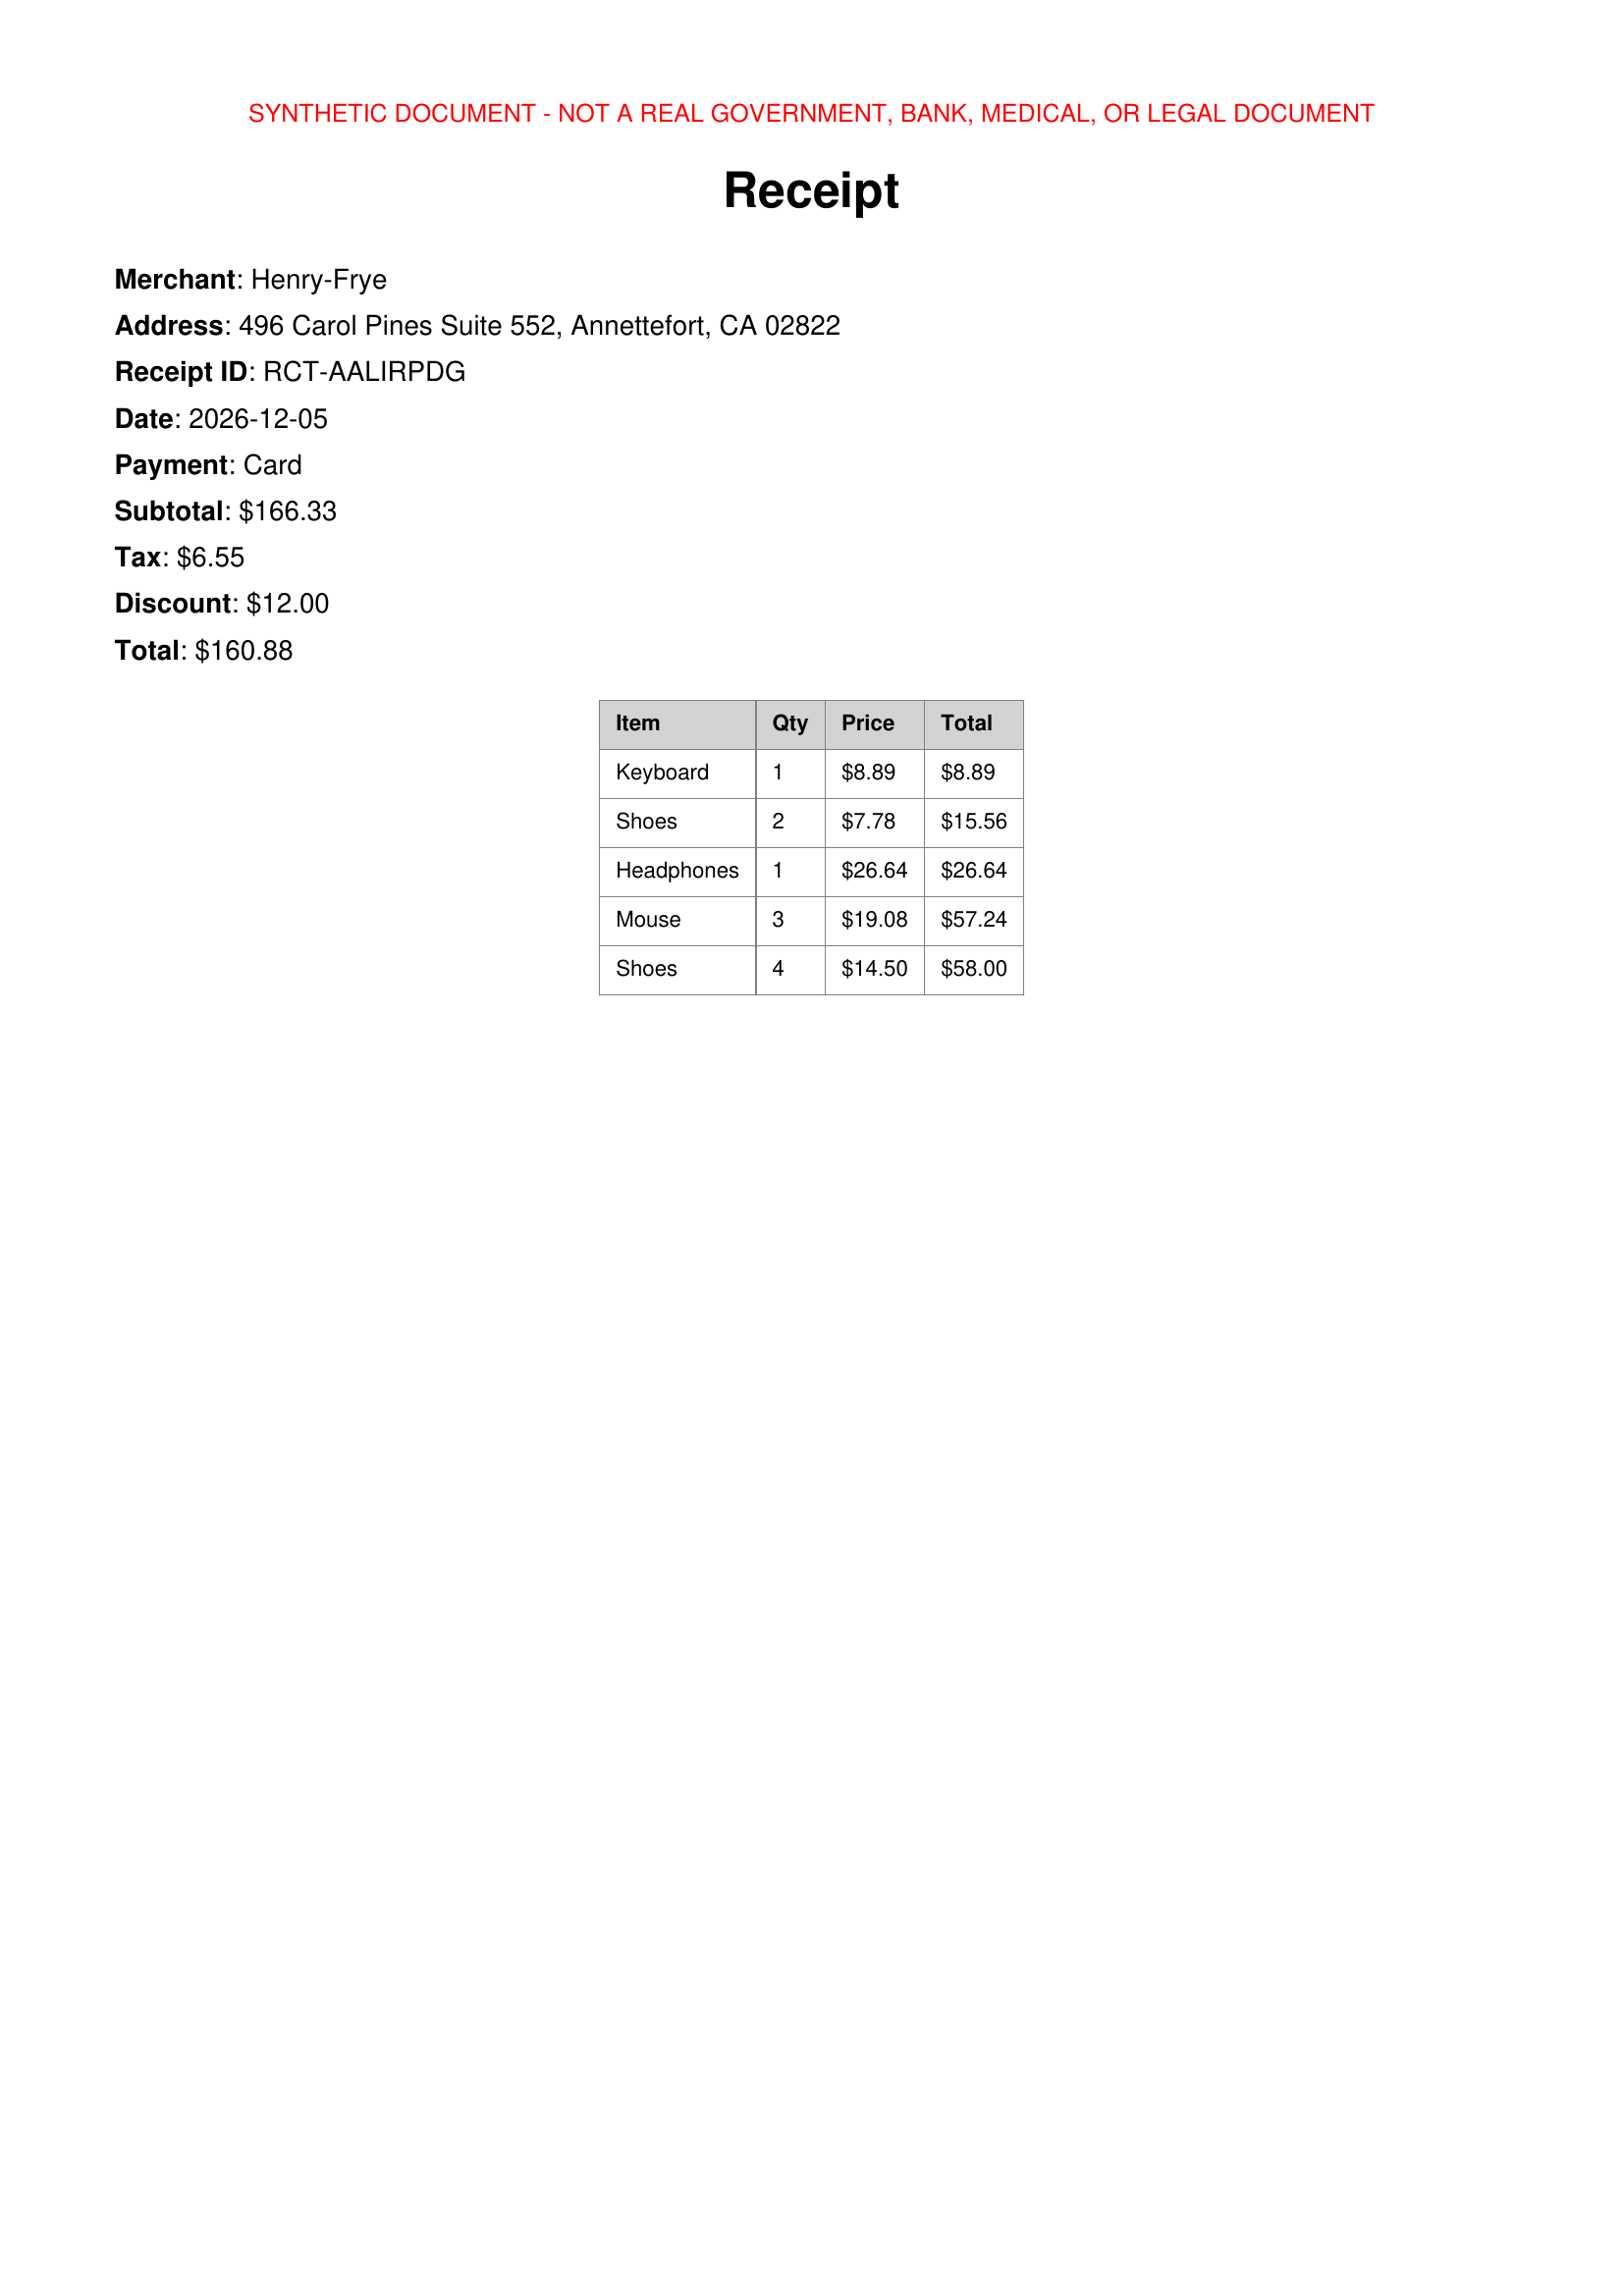 SYNTHETIC DOCUMENT - NOT A REAL GOVERNMENT, BANK, MEDICAL, OR LEGAL DOCUMENT
Receipt
Merchant: Henry-Frye
Address: 496 Carol Pines Suite 552, Annettefort, CA 02822
Receipt ID: RCT-AALIRPDG
Date: 2026-12-05
Payment: Card
Subtotal: $166.33
Tax: $6.55
Discount: $12.00
Total: $160.88
Item Qty Price Total
Keyboard 1 $8.89 $8.89
Shoes 2 $7.78 $15.56
Headphones 1 $26.64 $26.64
Mouse 3 $19.08 $57.24
Shoes 4 $14.50 $58.00